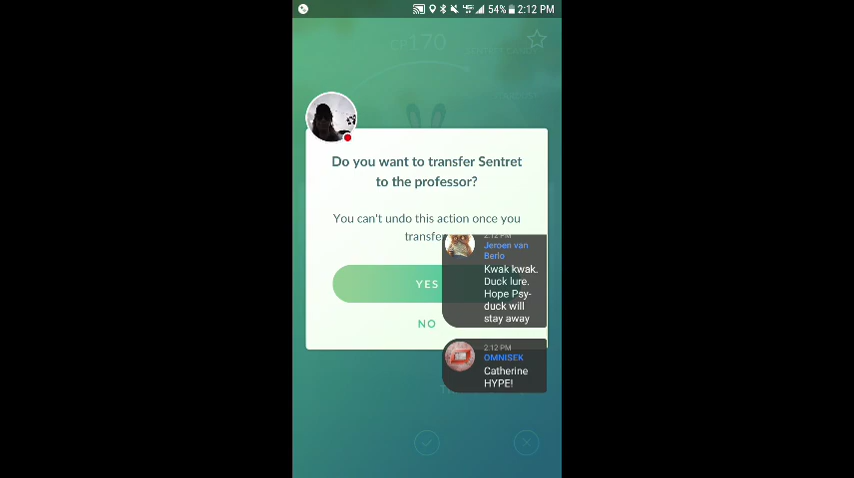 54% 2:12 PM
CP170
Do you want to transfer Sentret
to the professor?
You can't undo this action once you
transfer
YES
NO
2:12 PM
Jeroen van
Berlo
Kwak kwak.
Duck lure.
Hope Psy-
duck will
stay away
2:12 PM
OMNISEK
Catherine
HYPE!